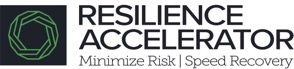 RESILIENCE
ACCELERATOR
Minimize Risk | Speed Recovery